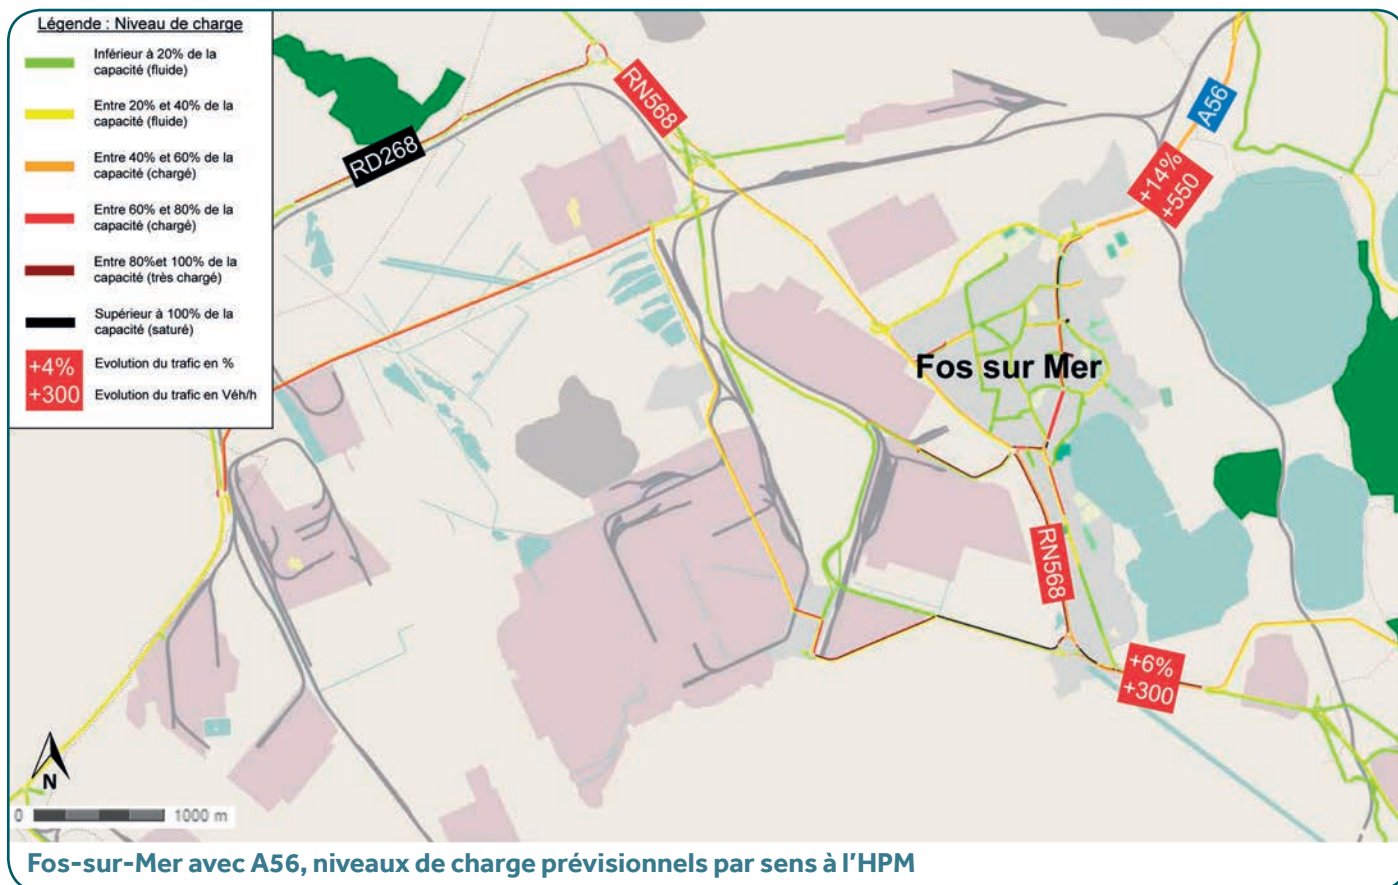 Légende : Niveau de charge
Inférieur à 20% de la
capacité (fluide)
Entre 20% et 40% de la
capacité (fluide)
Entre 40% et 60% de la
capacité (chargé)
Entre 60% et 80% de la
capacité (chargé)
Entre 80%et 100% de la
capacité (très chargé)
Supérieur à 100% de la
capacité (saturé)
+4%
+300
Evolution du trafic en %
Evolution du trafic en Véh/h
RN568
RD268
A56
+14%
+550
Fos sur Mer
RN568
+6%
+300
N
0
1000 m
Fos-sur-Mer avec A56, niveaux de charge prévisionnels par sens à l'HPM